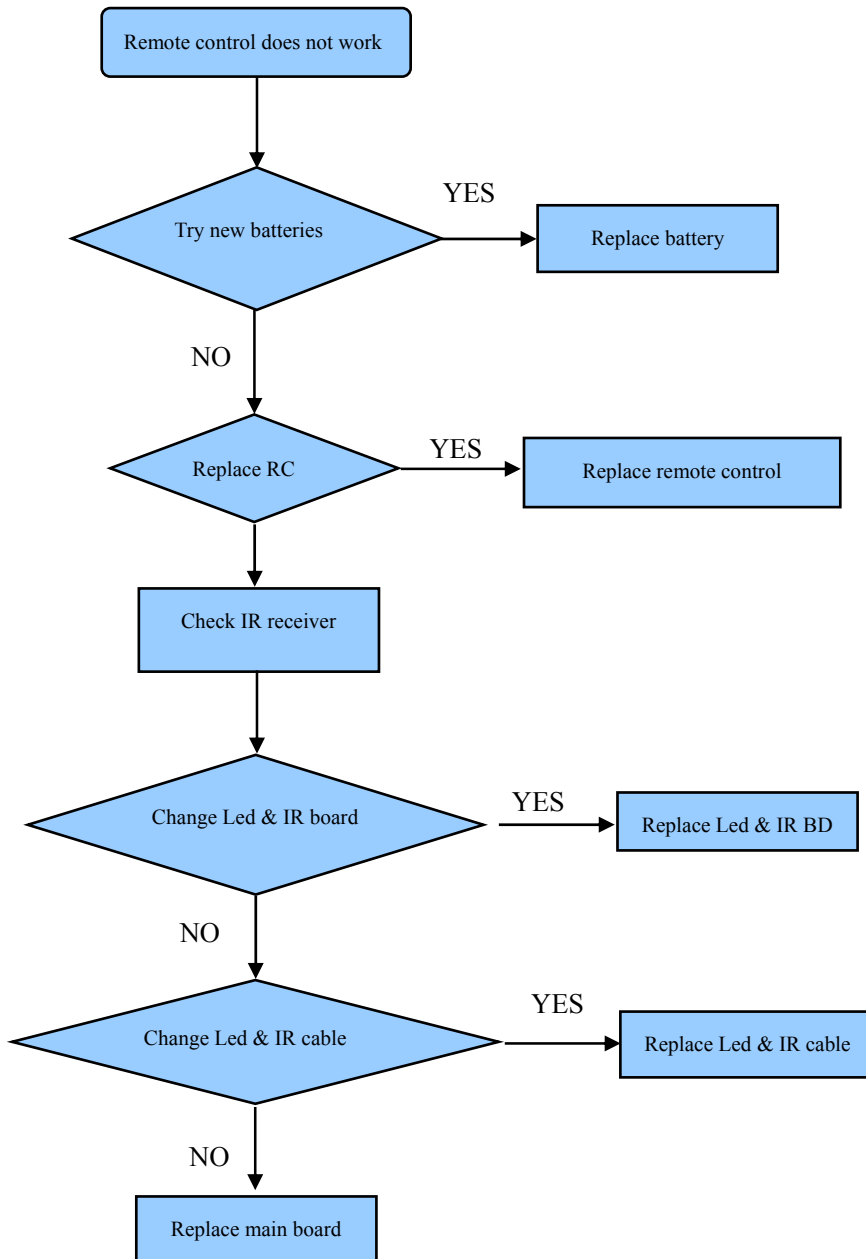 Remote control does not work
YES
Try new batteries
Replace battery
NO
YES
Replace RC
Replace remote control
Check IR receiver
YES
Change Led & IR board
Replace Led & IR BD
NO
YES
Change Led & IR cable
Replace Led & IR cable
NO
Replace main board